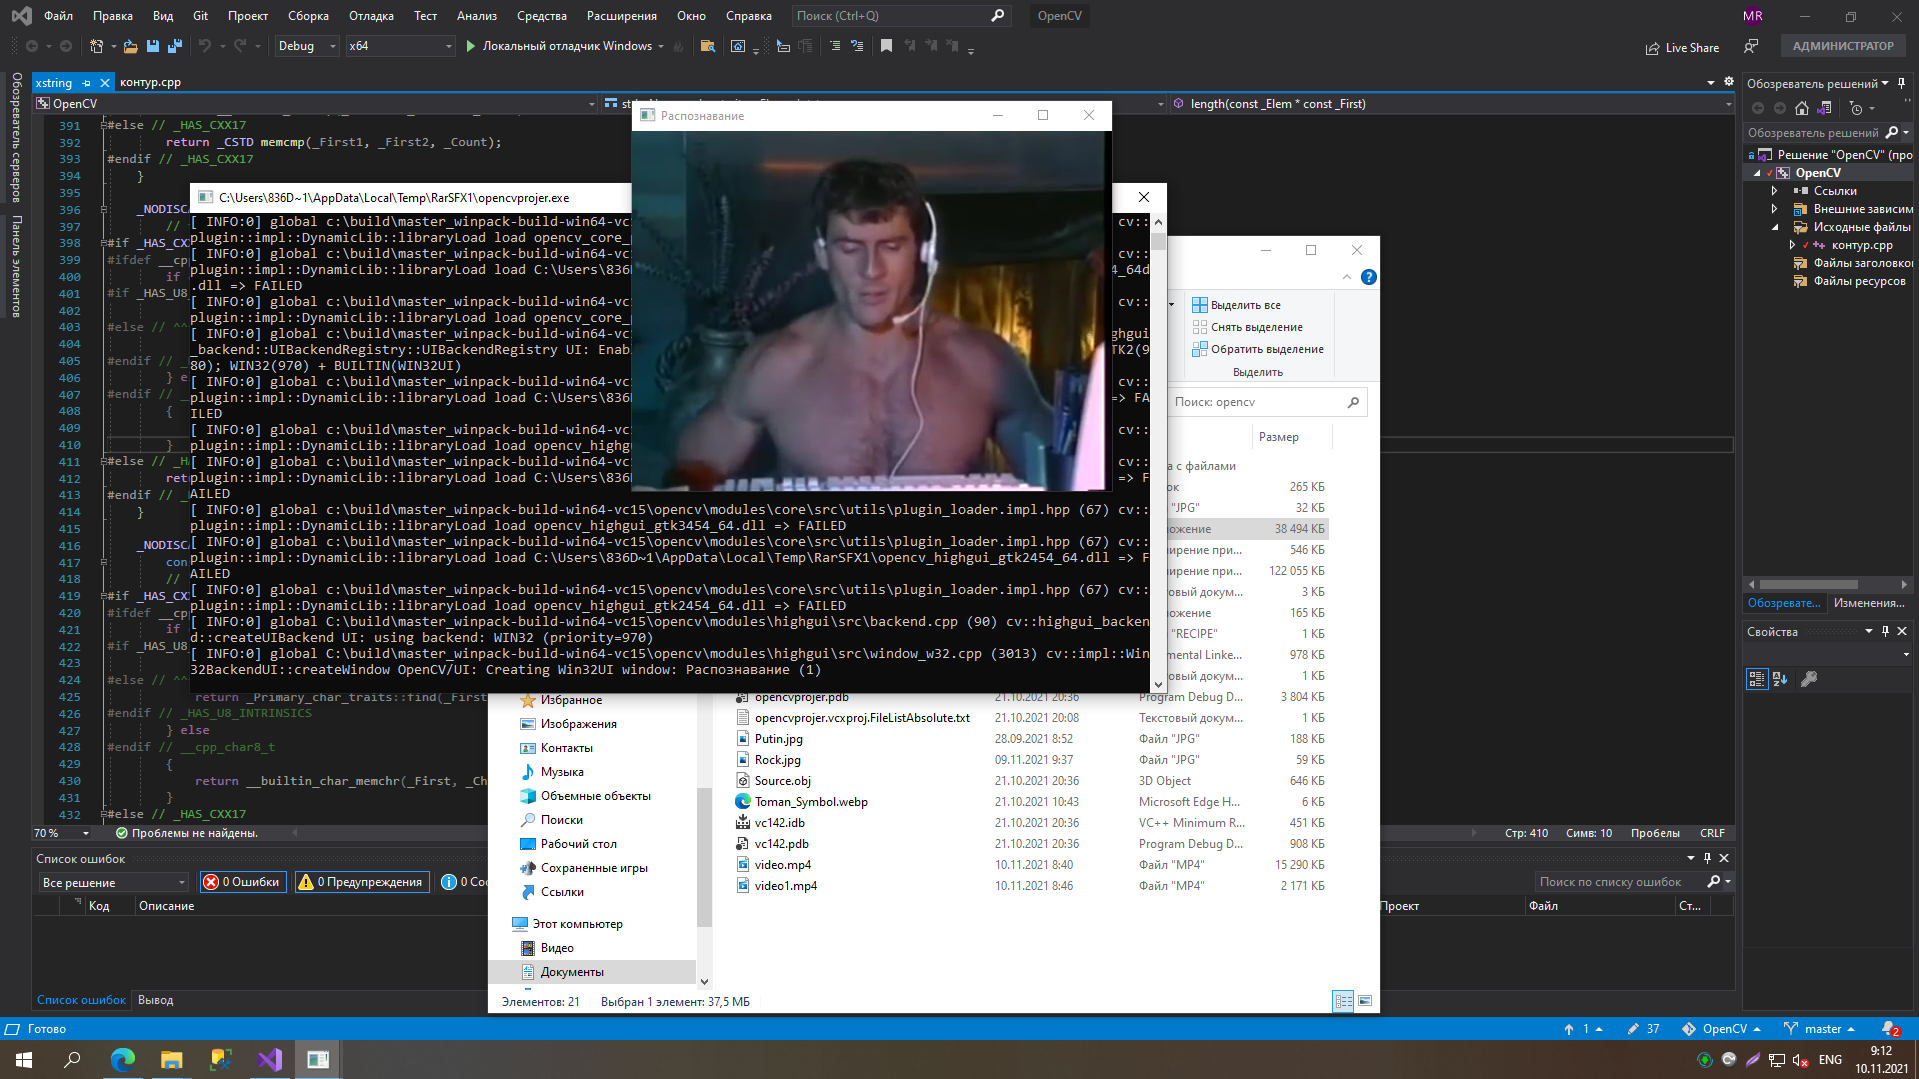 Файл Правка Вид Git Проект Сборка Отладка Тест Анализ Средства Расширения Окно Справка Поиск (Ctrl+Q) OpenCV MR
Debug x64 Локальный отладчик Windows Live Share АДМИНИСТРАТОР
Обозреватель серверов
Панель элементов
xstring контур.cpp
OpenCV length(const _Elem * const _First)
391 #else // _HAS_CXX17
392 return _CSTD memcmp(_First1, _First2, _Count);
393 #endif // _HAS_CXX17
394 }
395
396 _NODISC
397 //
398 #if _HAS_CX
399 #ifdef __cp
400 if
401 #if _HAS_U8
402
403 #else // ^^
404
405 #endif // _
406 } e
407 #endif // _
408 {
409
410 }
411 #else // _H
412 ret
413 #endif // _
414 }
415
416 _NODISC
417 con
418 //
419 #if _HAS_CX
420 #ifdef __cp
421 if
422 #if _HAS_U8
423
424 #else // ^^
425 return _Primary_char_traits::find(_First
426 #endif // _HAS_U8_INTRINSICS
427 } else
428 #endif // __cpp_char8_t
429 {
430 return __builtin_char_memchr(_First, _Ch
431 }
432 #else // _HAS_CXX17
70 % Проблемы не найдены. Стр: 410 Симв: 10 Пробелы CRLF
Распознавание
C:\Users\836D~1\AppData\Local\Temp\RarSFX1\opencvprojer.exe
[ INFO:0] global c:\build\master_winpack-build-win64-vc1 cv::
plugin::impl::DynamicLib::libraryLoad load opencv_core_
[ INFO:0] global c:\build\master_winpack-build-win64-vc1 cv::
plugin::impl::DynamicLib::libraryLoad load C:\Users\836 4_64d
.dll => FAILED
[ INFO:0] global c:\build\master_winpack-build-win64-vc1 cv::
plugin::impl::DynamicLib::libraryLoad load opencv_core_
[ INFO:0] global c:\build\master_winpack-build-win64-vc1 ighgui
_backend::UIBackendRegistry::UIBackendRegistry UI: Enab TK2(9
80); WIN32(970) + BUILTIN(WIN32UI)
[ INFO:0] global c:\build\master_winpack-build-win64-vc1 cv::
plugin::impl::DynamicLib::libraryLoad load C:\Users\836 => FA
ILED
[ INFO:0] global c:\build\master_winpack-build-win64-vc1 cv::
plugin::impl::DynamicLib::libraryLoad load opencv_highgu
[ INFO:0] global c:\build\master_winpack-build-win64-vc1 cv::
plugin::impl::DynamicLib::libraryLoad load C:\Users\836 => F
AILED
[ INFO:0] global c:\build\master_winpack-build-win64-vc15\opencv\modules\core\src\utils\plugin_loader.impl.hpp (67) cv::
plugin::impl::DynamicLib::libraryLoad load opencv_highgui_gtk3454_64.dll => FAILED
[ INFO:0] global c:\build\master_winpack-build-win64-vc15\opencv\modules\core\src\utils\plugin_loader.impl.hpp (67) cv::
plugin::impl::DynamicLib::libraryLoad load C:\Users\836D~1\AppData\Local\Temp\RarSFX1\opencv_highgui_gtk2454_64.dll => F
AILED
[ INFO:0] global c:\build\master_winpack-build-win64-vc15\opencv\modules\core\src\utils\plugin_loader.impl.hpp (67) cv::
plugin::impl::DynamicLib::libraryLoad load opencv_highgui_gtk2454_64.dll => FAILED
[ INFO:0] global C:\build\master_winpack-build-win64-vc15\opencv\modules\highgui\src\backend.cpp (90) cv::highgui_backen
d::createUIBackend UI: using backend: WIN32 (priority=970)
[ INFO:0] global C:\build\master_winpack-build-win64-vc15\opencv\modules\highgui\src\window_w32.cpp (3013) cv::impl::Win
32BackendUI::createWindow OpenCV/UI: Creating Win32UI window: Распознавание (1)
Выделить все
Снять выделение
Обратить выделение
Выделить
Поиск: opencv
Размер
а с файлами
ок 265 КБ
"JPG" 32 КБ
ложение 38 494 КБ
ирение при... 546 КБ
ирение при... 122 055 КБ
овый докум... 3 КБ
ложение 165 КБ
"RECIPE" 1 КБ
mental Linke... 978 КБ
овый докум... 1 КБ
opencvprojer.pdb 21.10.2021 20:36 Program Debug D... 3 804 КБ
opencvprojer.vcxproj.FileListAbsolute.txt 21.10.2021 20:08 Текстовый докум... 1 КБ
Putin.jpg 28.09.2021 8:52 Файл "JPG" 188 КБ
Rock.jpg 09.11.2021 9:37 Файл "JPG" 59 КБ
Source.obj 21.10.2021 20:36 3D Object 646 КБ
Toman_Symbol.webp 21.10.2021 10:43 Microsoft Edge H... 6 КБ
vc142.idb 21.10.2021 20:36 VC++ Minimum R... 451 КБ
vc142.pdb 21.10.2021 20:36 Program Debug D... 908 КБ
video.mp4 10.11.2021 8:40 Файл "MP4" 15 290 КБ
video1.mp4 10.11.2021 8:46 Файл "MP4" 2 171 КБ
Избранное
Изображения
Контакты
Музыка
Объемные объекты
Поиски
Рабочий стол
Сохраненные игры
Ссылки
Этот компьютер
Видео
Документы
Элементов: 21 Выбран 1 элемент: 37,5 МБ
Обозреватель решений
Обозреватель решений
Решение "OpenCV" (про
OpenCV
Ссылки
Внешние зависим
Исходные файлы
контур.cpp
Файлы заголовко
Файлы ресурсов
Обозревате... Изменения...
Свойства
Список ошибок
Все решение 0 Ошибки 0 Предупреждения 0 Соо Поиск по списку ошибок
Код Описание Проект Файл Ст...
Список ошибок Вывод
Готово 1 37 OpenCV master 2
ENG 9:12
10.11.2021